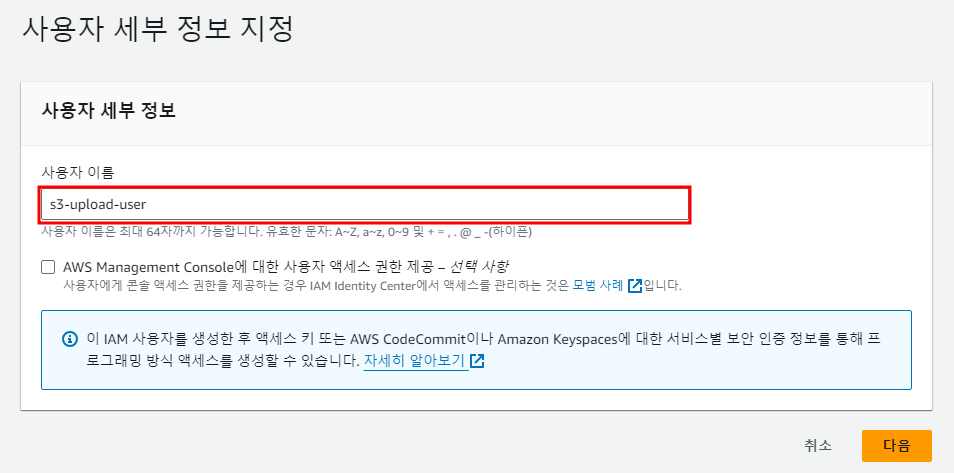 사용자 세부 정보 지정
사용자 세부 정보
사용자 이름
s3-upload-user
사용자 이름은 최대 64자까지 가능합니다. 유효한 문자: A~Z, a~z, 0~9 및 + = , . @ _ -(하이픈)
AWS Management Console에 대한 사용자 액세스 권한 제공 – 선택 사항
사용자에게 콘솔 액세스 권한을 제공하는 경우 IAM Identity Center에서 액세스를 관리하는 것은 모범 사례입니다.
이 IAM 사용자를 생성한 후 액세스 키 또는 AWS CodeCommit이나 Amazon Keyspaces에 대한 서비스별 보안 인증 정보를 통해 프
로그래밍 방식 액세스를 생성할 수 있습니다. 자세히 알아보기
취소 다음